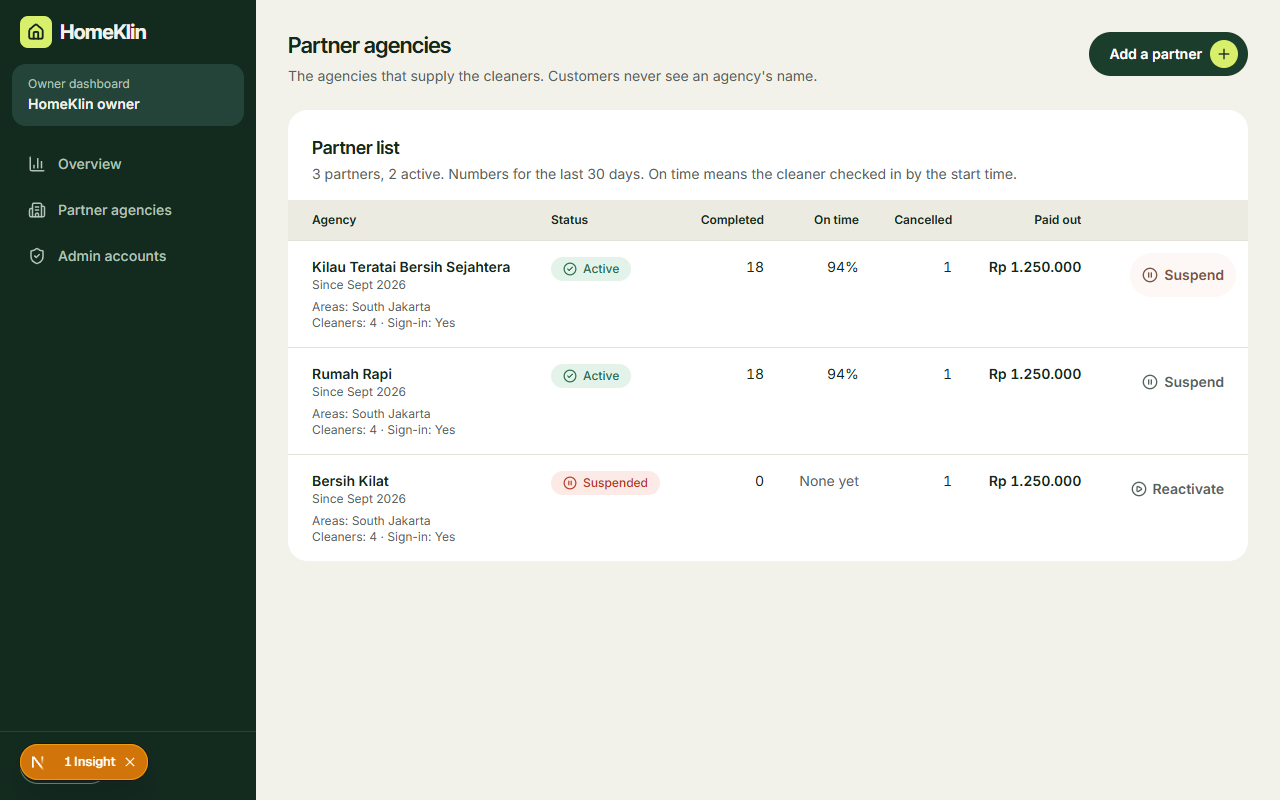 HomeKlin
Owner dashboard
HomeKlin owner
Overview
Partner agencies
Admin accounts
1 Insight
Partner agencies
The agencies that supply the cleaners. Customers never see an agency's name.
Add a partner
Partner list
3 partners, 2 active. Numbers for the last 30 days. On time means the cleaner checked in by the start time.
Agency Status Completed On time Cancelled Paid out
Kilau Teratai Bersih Sejahtera Active 18 94% 1 Rp 1.250.000 Suspend
Since Sept 2026
Areas: South Jakarta
Cleaners: 4 · Sign-in: Yes
Rumah Rapi Active 18 94% 1 Rp 1.250.000 Suspend
Since Sept 2026
Areas: South Jakarta
Cleaners: 4 · Sign-in: Yes
Bersih Kilat Suspended 0 None yet 1 Rp 1.250.000 Reactivate
Since Sept 2026
Areas: South Jakarta
Cleaners: 4 · Sign-in: Yes